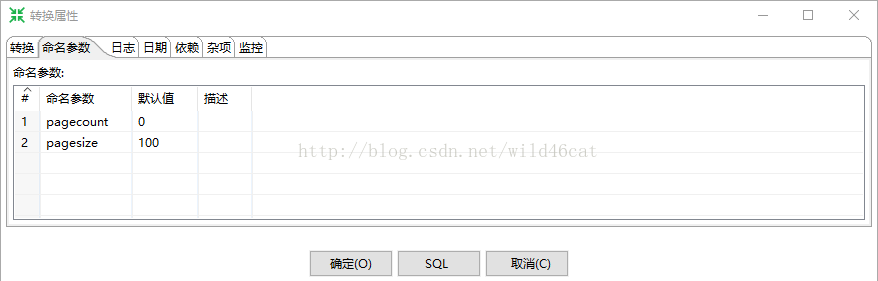 转换属性
转换 命名参数 日志 日期 依赖 杂项 监控
命名参数:
# 命名参数 默认值 描述
1 pagecount 0
2 pagesize 100
http://blog.csdn.net/wild46cat
确定(O) SQL 取消(C)